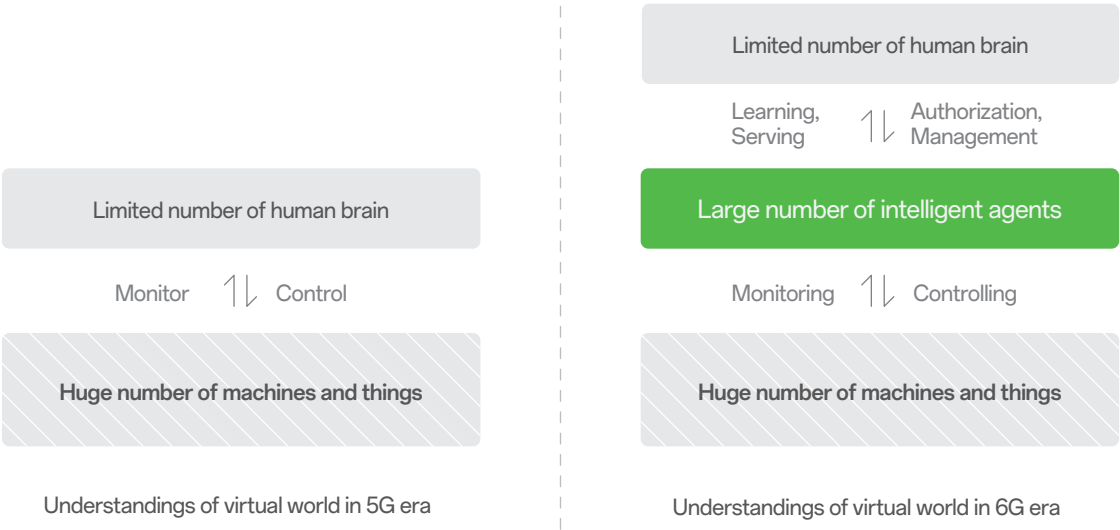 Limited number of human brain
Monitor
Control
Huge number of machines and things
Understandings of virtual world in 5G era
Limited number of human brain
Learning,
Serving
Authorization,
Management
Large number of intelligent agents
Monitoring
Controlling
Huge number of machines and things
Understandings of virtual world in 6G era